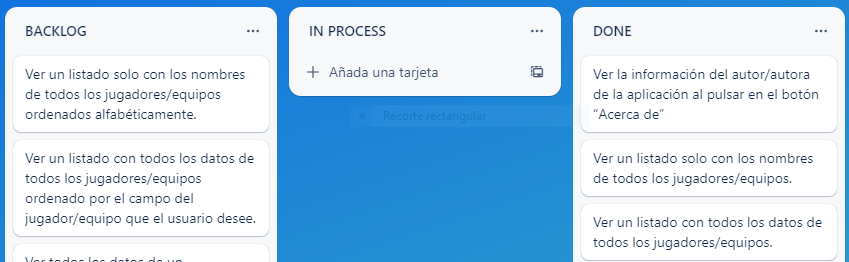 BACKLOG
Ver un listado solo con los nombres
de todos los jugadores/equipos
ordenados alfabéticamente.
Ver un listado con todos los datos de
todos los jugadores/equipos
ordenado por el campo del
jugador/equipo que el usuario desee.
Ver todos los datos de un
IN PROCESS
Añada una tarjeta
Recorte rectangular
DONE
Ver la información del autor/autora
de la aplicación al pulsar en el botón
“Acerca de”
Ver un listado solo con los nombres
de todos los jugadores/equipos.
Ver un listado con todos los datos de
todos los jugadores/equipos.